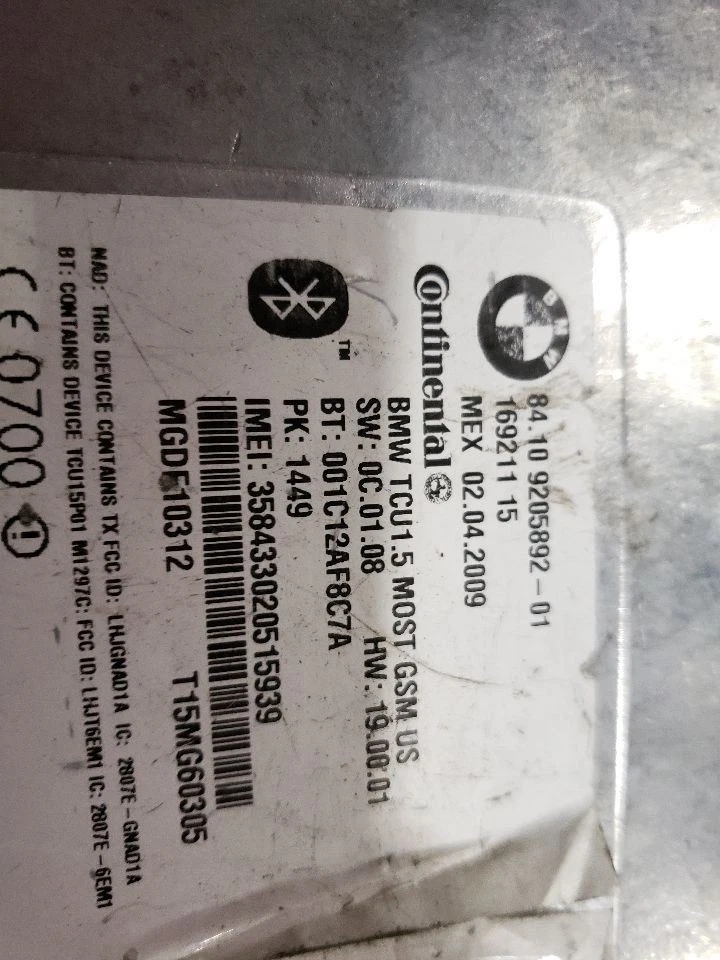 BMW
84.10 9205892-01
169211 15
Continental
MEX 02.04.2009
BMW TCU1.5 MOST GSM US
SW: 0C.01.08 HW: 19.00.01
BT: 001C12AF8C7A
TM
PK: 1449
IMEI: 358433020515939
MGDE10312 T15MG60305
NAD: THIS DEVICE CONTAINS TX FCC ID: LHJGNAD1A IC: 2807E-GNAD1A
BT: CONTAINS DEVICE TCU15P01 M1297C: FCC ID: LHJT6EM1 IC: 2807E-6EM1
CE 0700 !